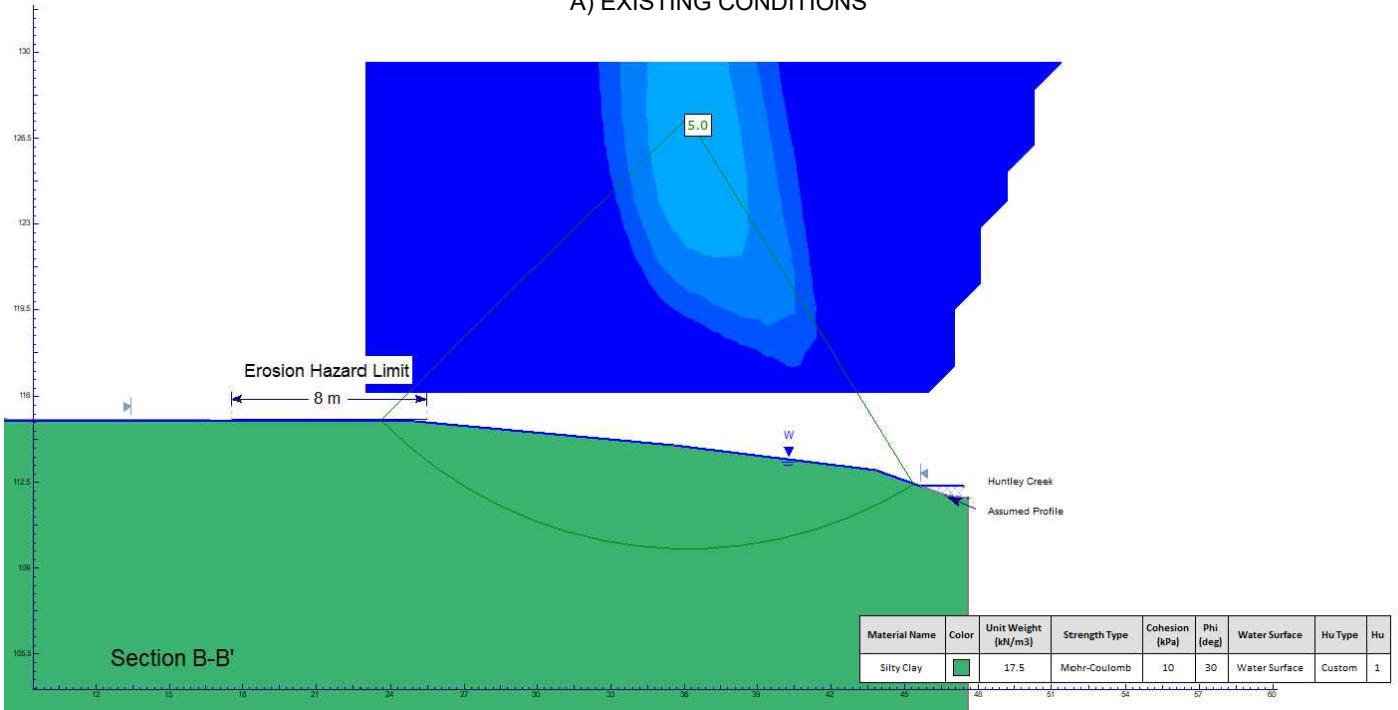 A) EXISTING CONDITIONS
130
126.5
123
119.5
116
112.5
109
105.5
5.0
Erosion Hazard Limit
8 m
W
Huntley Creek
Assumed Profile
Section B-B'
Material Name Color Unit Weight (kN/m3) Strength Type Cohesion (kPa) Phi (deg) Water Surface Hu Type Hu
Silty Clay 17.5 Mohr-Coulomb 10 30 Water Surface Custom 1
12 15 18 21 24 27 30 33 36 39 42 45 48 51 54 57 60